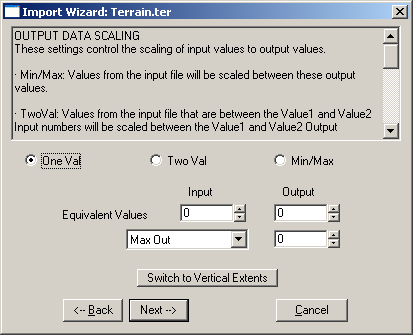 Import Wizard: Terrain.ter
OUTPUT DATA SCALING
These settings control the scaling of input values to output values.
· Min/Max: Values from the input file will be scaled between these output
values.
· TwoVal: Values from the input file that are between the Value1 and Value2
Input numbers will be scaled between the Value1 and Value2 Output
One Val
Two Val
Min/Max
Input
Output
Equivalent Values
0
0
Max Out
0
Switch to Vertical Extents
<-- Back
Next -->
Cancel